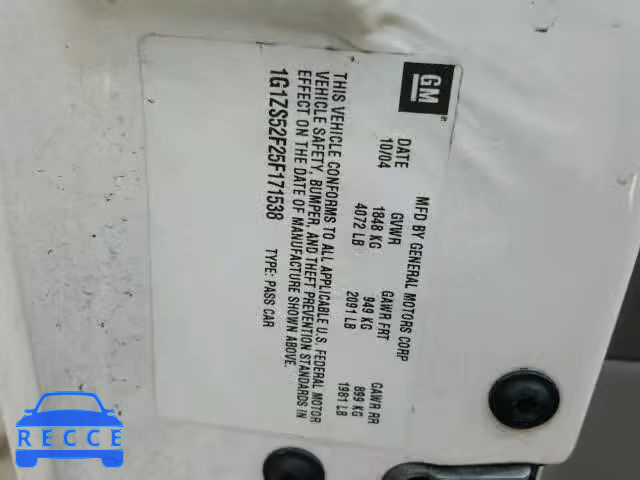 GM
MFD BY GENERAL MOTORS CORP
DATE GVWR GAWR FRT GAWR RR
10/04 1848 KG 949 KG 899 KG
4072 LB 2091 LB 1981 LB
THIS VEHICLE CONFORMS TO ALL APPLICABLE U.S. FEDERAL MOTOR
VEHICLE SAFETY, BUMPER, AND THEFT PREVENTION STANDARDS IN
EFFECT ON THE DATE OF MANUFACTURE SHOWN ABOVE.
1G1ZS52F25F171538 TYPE: PASS CAR
RECCE